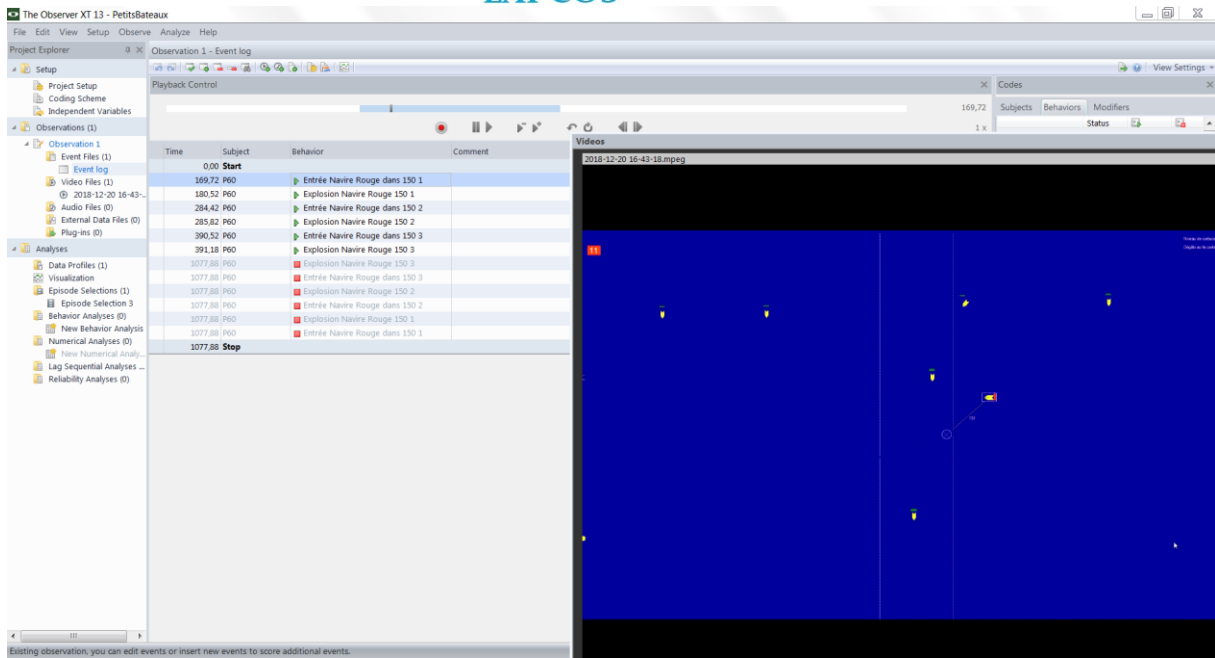 The Observer XT 13 - PetitsBateaux
File Edit View Setup Observe Analyze Help
Project Explorer
Observation 1 - Event log
View Settings
Setup
Project Setup
Coding Scheme
Independent Variables
Observations (1)
Observation 1
Event Files (1)
Event log
Video Files (1)
2018-12-20 16-43-...
Audio Files (0)
External Data Files (0)
Plug-ins (0)
Analyses
Data Profiles (1)
Visualization
Episode Selections (1)
Episode Selection 3
Behavior Analyses (0)
New Behavior Analysis
Numerical Analyses (0)
New Numerical Analy...
Lag Sequential Analyses ...
Reliability Analyses (0)
Playback Control
169,72
1 x
Time Subject Behavior Comment
0,00 Start
169,72 P60 Entrée Navire Rouge dans 150 1
180,52 P60 Explosion Navire Rouge 150 1
284,42 P60 Entrée Navire Rouge dans 150 2
285,82 P60 Explosion Navire Rouge 150 2
390,52 P60 Entrée Navire Rouge dans 150 3
391,18 P60 Explosion Navire Rouge 150 3
1077,88 P60 Explosion Navire Rouge 150 3
1077,88 P60 Entrée Navire Rouge dans 150 3
1077,88 P60 Explosion Navire Rouge 150 2
1077,88 P60 Entrée Navire Rouge dans 150 2
1077,88 P60 Explosion Navire Rouge 150 1
1077,88 P60 Entrée Navire Rouge dans 150 1
1077,88 Stop
Codes
Subjects Behaviors Modifiers
Status
Videos
2018-12-20 16-43-18.mpeg
11
Existing observation, you can edit events or insert new events to score additional events.